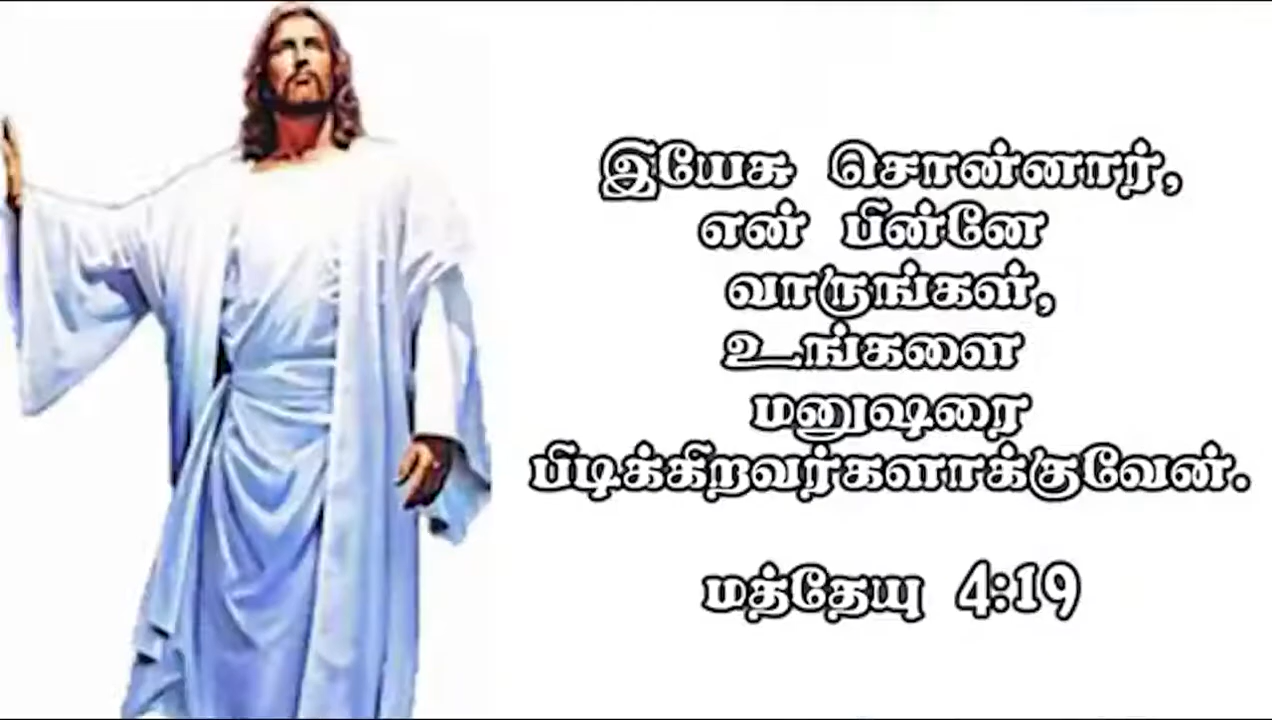 இயேசு சொன்னார்,
என் பின்னே
வாருங்கள்,
உங்களை
மனுஷரை
பிடிக்கிறவர்களாக்குவேன்.
மத்தேயு 4:19